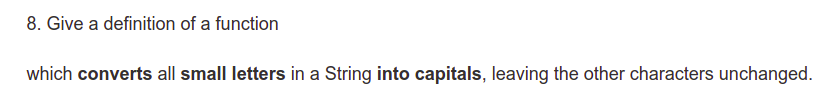 8. Give a definition of a function
which converts all small letters in a String into capitals, leaving the other characters unchanged.